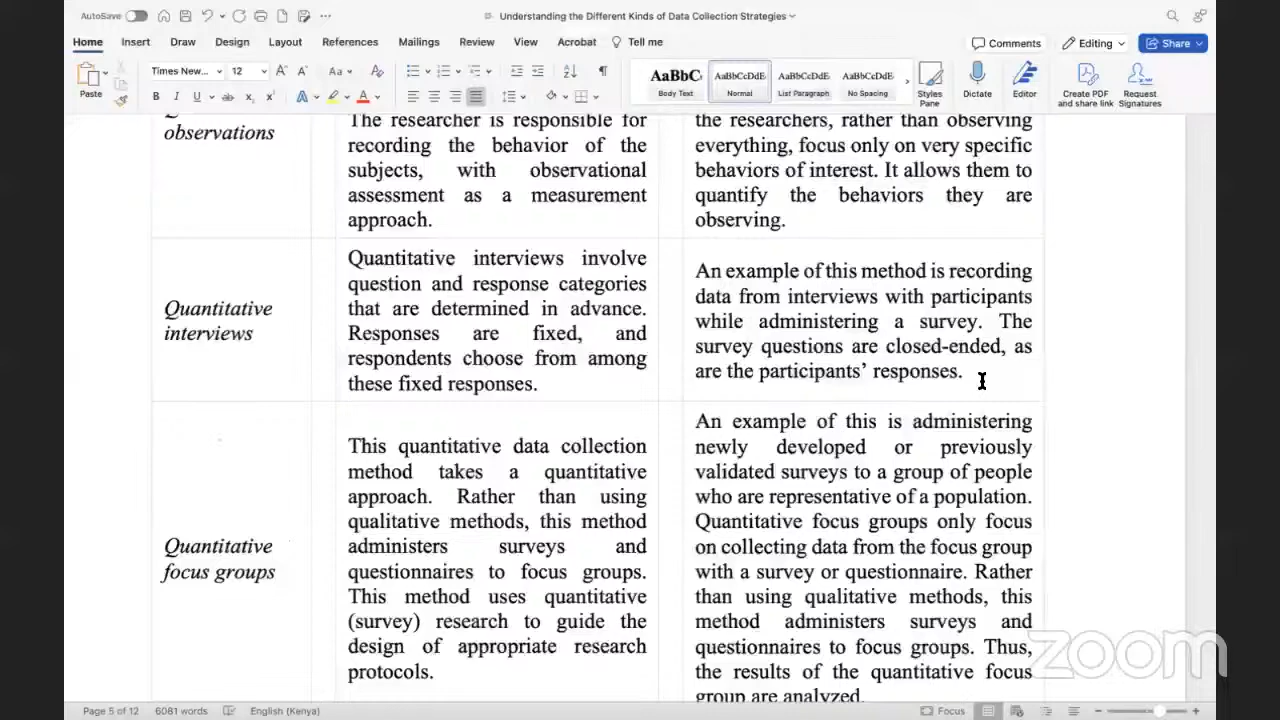 AutoSave
Understanding the Different Kinds of Data Collection Strategies
Home Insert Draw Design Layout References Mailings Review View Acrobat Tell me
Comments Editing Share
Paste
Times New... 12
AaBbC
Body Text
AaBbCcDdE
Normal
AaBbCcDdE
List Paragraph
AaBbCcDdE
No Spacing
Styles
Pane
Dictate
Editor
Create PDF
and share link
Request
Signatures
observations
The researcher is responsible for
recording the behavior of the
subjects, with observational
assessment as a measurement
approach.
the researchers, rather than observing
everything, focus only on very specific
behaviors of interest. It allows them to
quantify the behaviors they are
observing.
Quantitative
interviews
Quantitative interviews involve
question and response categories
that are determined in advance.
Responses are fixed, and
respondents choose from among
these fixed responses.
An example of this method is recording
data from interviews with participants
while administering a survey. The
survey questions are closed-ended, as
are the participants’ responses.
Quantitative
focus groups
This quantitative data collection
method takes a quantitative
approach. Rather than using
qualitative methods, this method
administers surveys and
questionnaires to focus groups.
This method uses quantitative
(survey) research to guide the
design of appropriate research
protocols.
An example of this is administering
newly developed or previously
validated surveys to a group of people
who are representative of a population.
Quantitative focus groups only focus
on collecting data from the focus group
with a survey or questionnaire. Rather
than using qualitative methods, this
method administers surveys and
questionnaires to focus groups. Thus,
the results of the quantitative focus
group are analyzed.
zoom
Page 5 of 12 6081 words English (Kenya) Focus